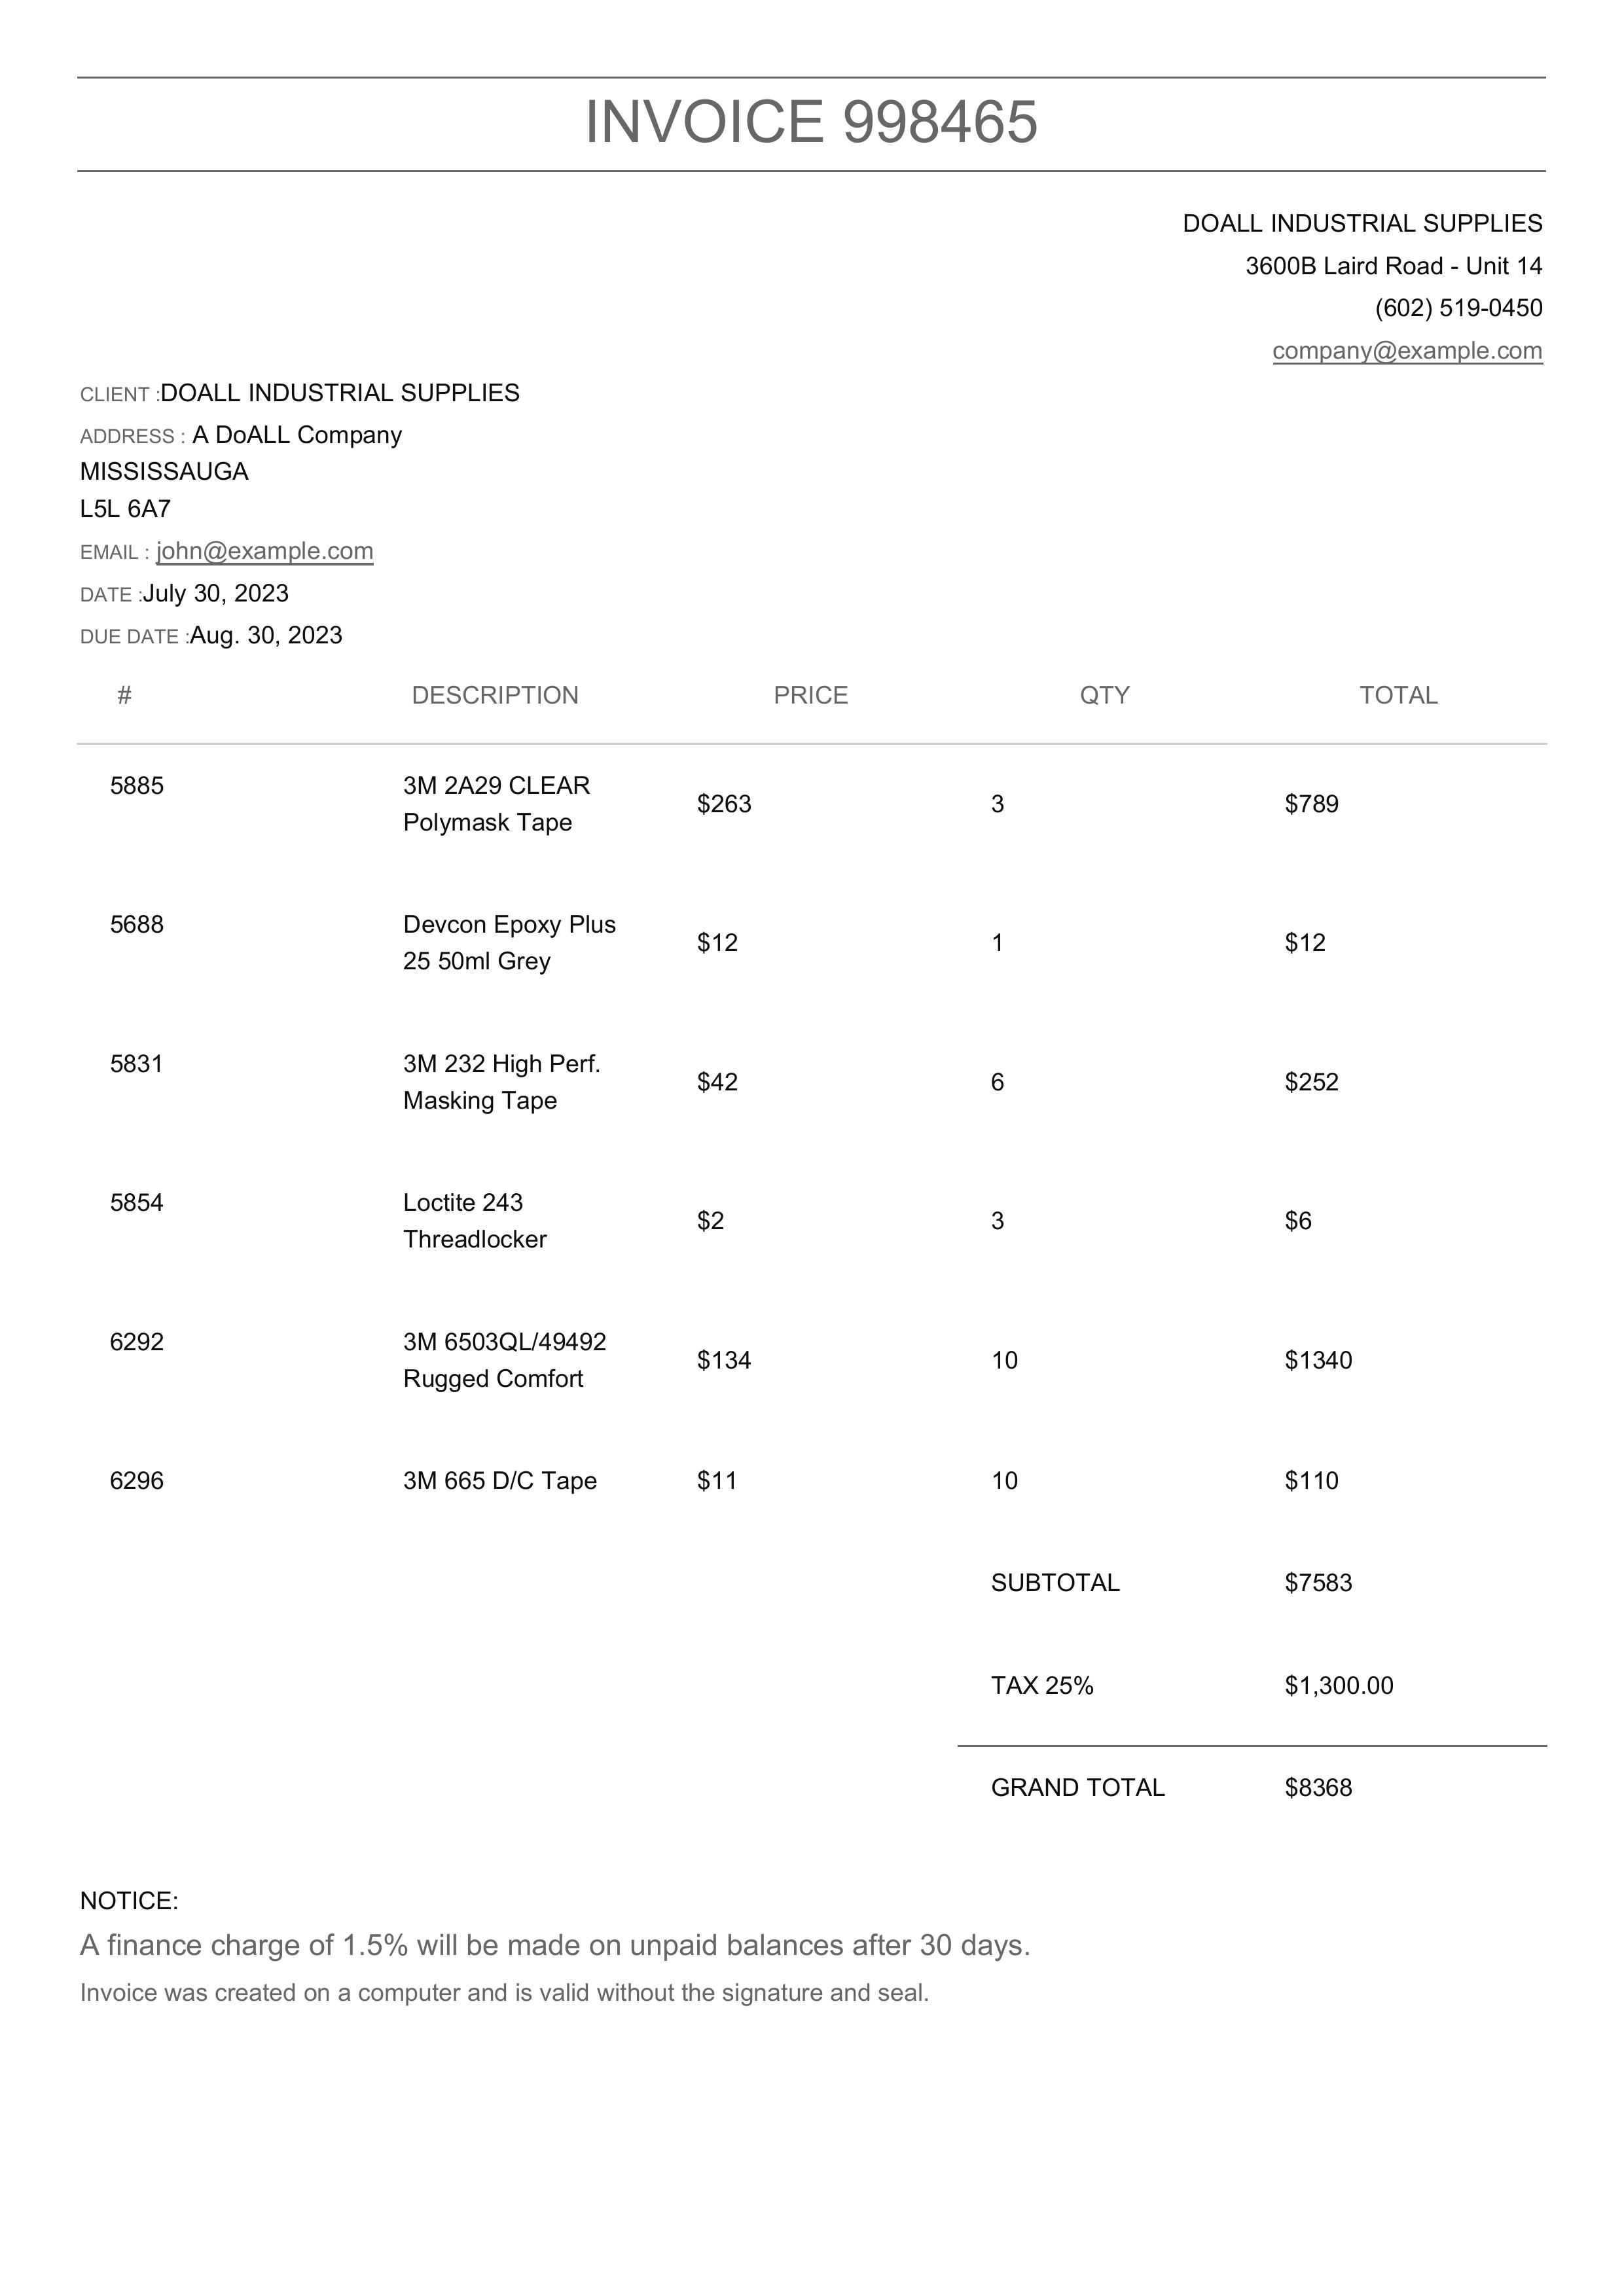 INVOICE 998465
DOALL INDUSTRIAL SUPPLIES
3600B Laird Road - Unit 14
(602) 519-0450
company@example.com
CLIENT :DOALL INDUSTRIAL SUPPLIES
ADDRESS : A DoALL Company
MISSISSAUGA
L5L 6A7
EMAIL : john@example.com
DATE :July 30, 2023
DUE DATE :Aug. 30, 2023
# DESCRIPTION PRICE QTY TOTAL
5885 3M 2A29 CLEAR
Polymask Tape $263 3 $789
5688 Devcon Epoxy Plus
25 50ml Grey $12 1 $12
5831 3M 232 High Perf.
Masking Tape $42 6 $252
5854 Loctite 243
Threadlocker $2 3 $6
6292 3M 6503QL/49492
Rugged Comfort $134 10 $1340
6296 3M 665 D/C Tape $11 10 $110
SUBTOTAL $7583
TAX 25% $1,300.00
GRAND TOTAL $8368
NOTICE:
A finance charge of 1.5% will be made on unpaid balances after 30 days.
Invoice was created on a computer and is valid without the signature and seal.